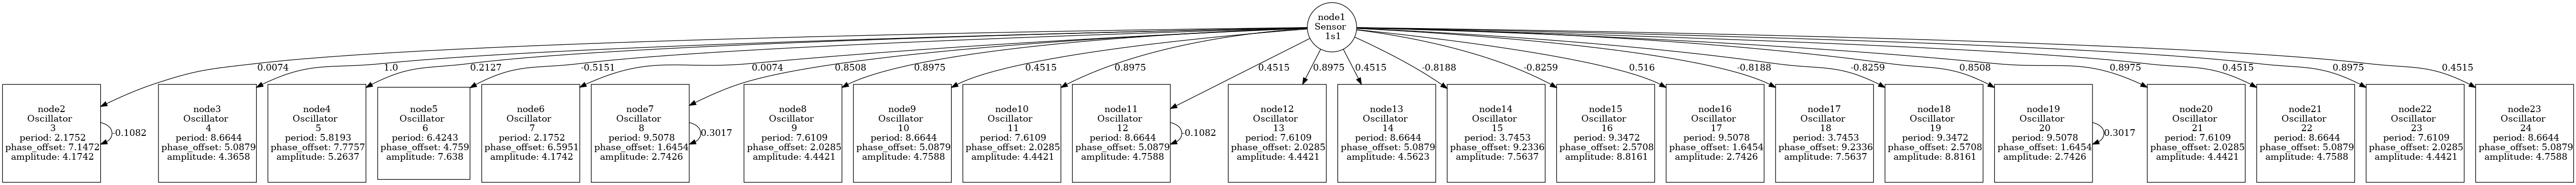 node1
Sensor
1s1
0.0074
1.0
0.2127
-0.5151
0.0074
0.8508
0.8975
0.4515
0.8975
0.4515
0.8975
0.4515
-0.8188
-0.8259
0.516
-0.8188
-0.8259
0.8508
0.8975
0.4515
0.8975
0.4515
node2
Oscillator
3
period: 2.1752
phase_offset: 7.1472
amplitude: 4.1742
-0.1082
node3
Oscillator
4
period: 8.6644
phase_offset: 5.0879
amplitude: 4.3658
node4
Oscillator
5
period: 5.8193
phase_offset: 7.7757
amplitude: 5.2637
node5
Oscillator
6
period: 6.4243
phase_offset: 4.759
amplitude: 7.638
node6
Oscillator
7
period: 2.1752
phase_offset: 6.5951
amplitude: 4.1742
node7
Oscillator
8
period: 9.5078
phase_offset: 1.6454
amplitude: 2.7426
0.3017
node8
Oscillator
9
period: 7.6109
phase_offset: 2.0285
amplitude: 4.4421
node9
Oscillator
10
period: 8.6644
phase_offset: 5.0879
amplitude: 4.7588
node10
Oscillator
11
period: 7.6109
phase_offset: 2.0285
amplitude: 4.4421
node11
Oscillator
12
period: 8.6644
phase_offset: 5.0879
amplitude: 4.7588
-0.1082
node12
Oscillator
13
period: 7.6109
phase_offset: 2.0285
amplitude: 4.4421
node13
Oscillator
14
period: 8.6644
phase_offset: 5.0879
amplitude: 4.5623
node14
Oscillator
15
period: 3.7453
phase_offset: 9.2336
amplitude: 7.5637
node15
Oscillator
16
period: 9.3472
phase_offset: 2.5708
amplitude: 8.8161
node16
Oscillator
17
period: 9.5078
phase_offset: 1.6454
amplitude: 2.7426
node17
Oscillator
18
period: 3.7453
phase_offset: 9.2336
amplitude: 7.5637
node18
Oscillator
19
period: 9.3472
phase_offset: 2.5708
amplitude: 8.8161
node19
Oscillator
20
period: 9.5078
phase_offset: 1.6454
amplitude: 2.7426
0.3017
node20
Oscillator
21
period: 7.6109
phase_offset: 2.0285
amplitude: 4.4421
node21
Oscillator
22
period: 8.6644
phase_offset: 5.0879
amplitude: 4.7588
node22
Oscillator
23
period: 7.6109
phase_offset: 2.0285
amplitude: 4.4421
node23
Oscillator
24
period: 8.6644
phase_offset: 5.0879
amplitude: 4.7588